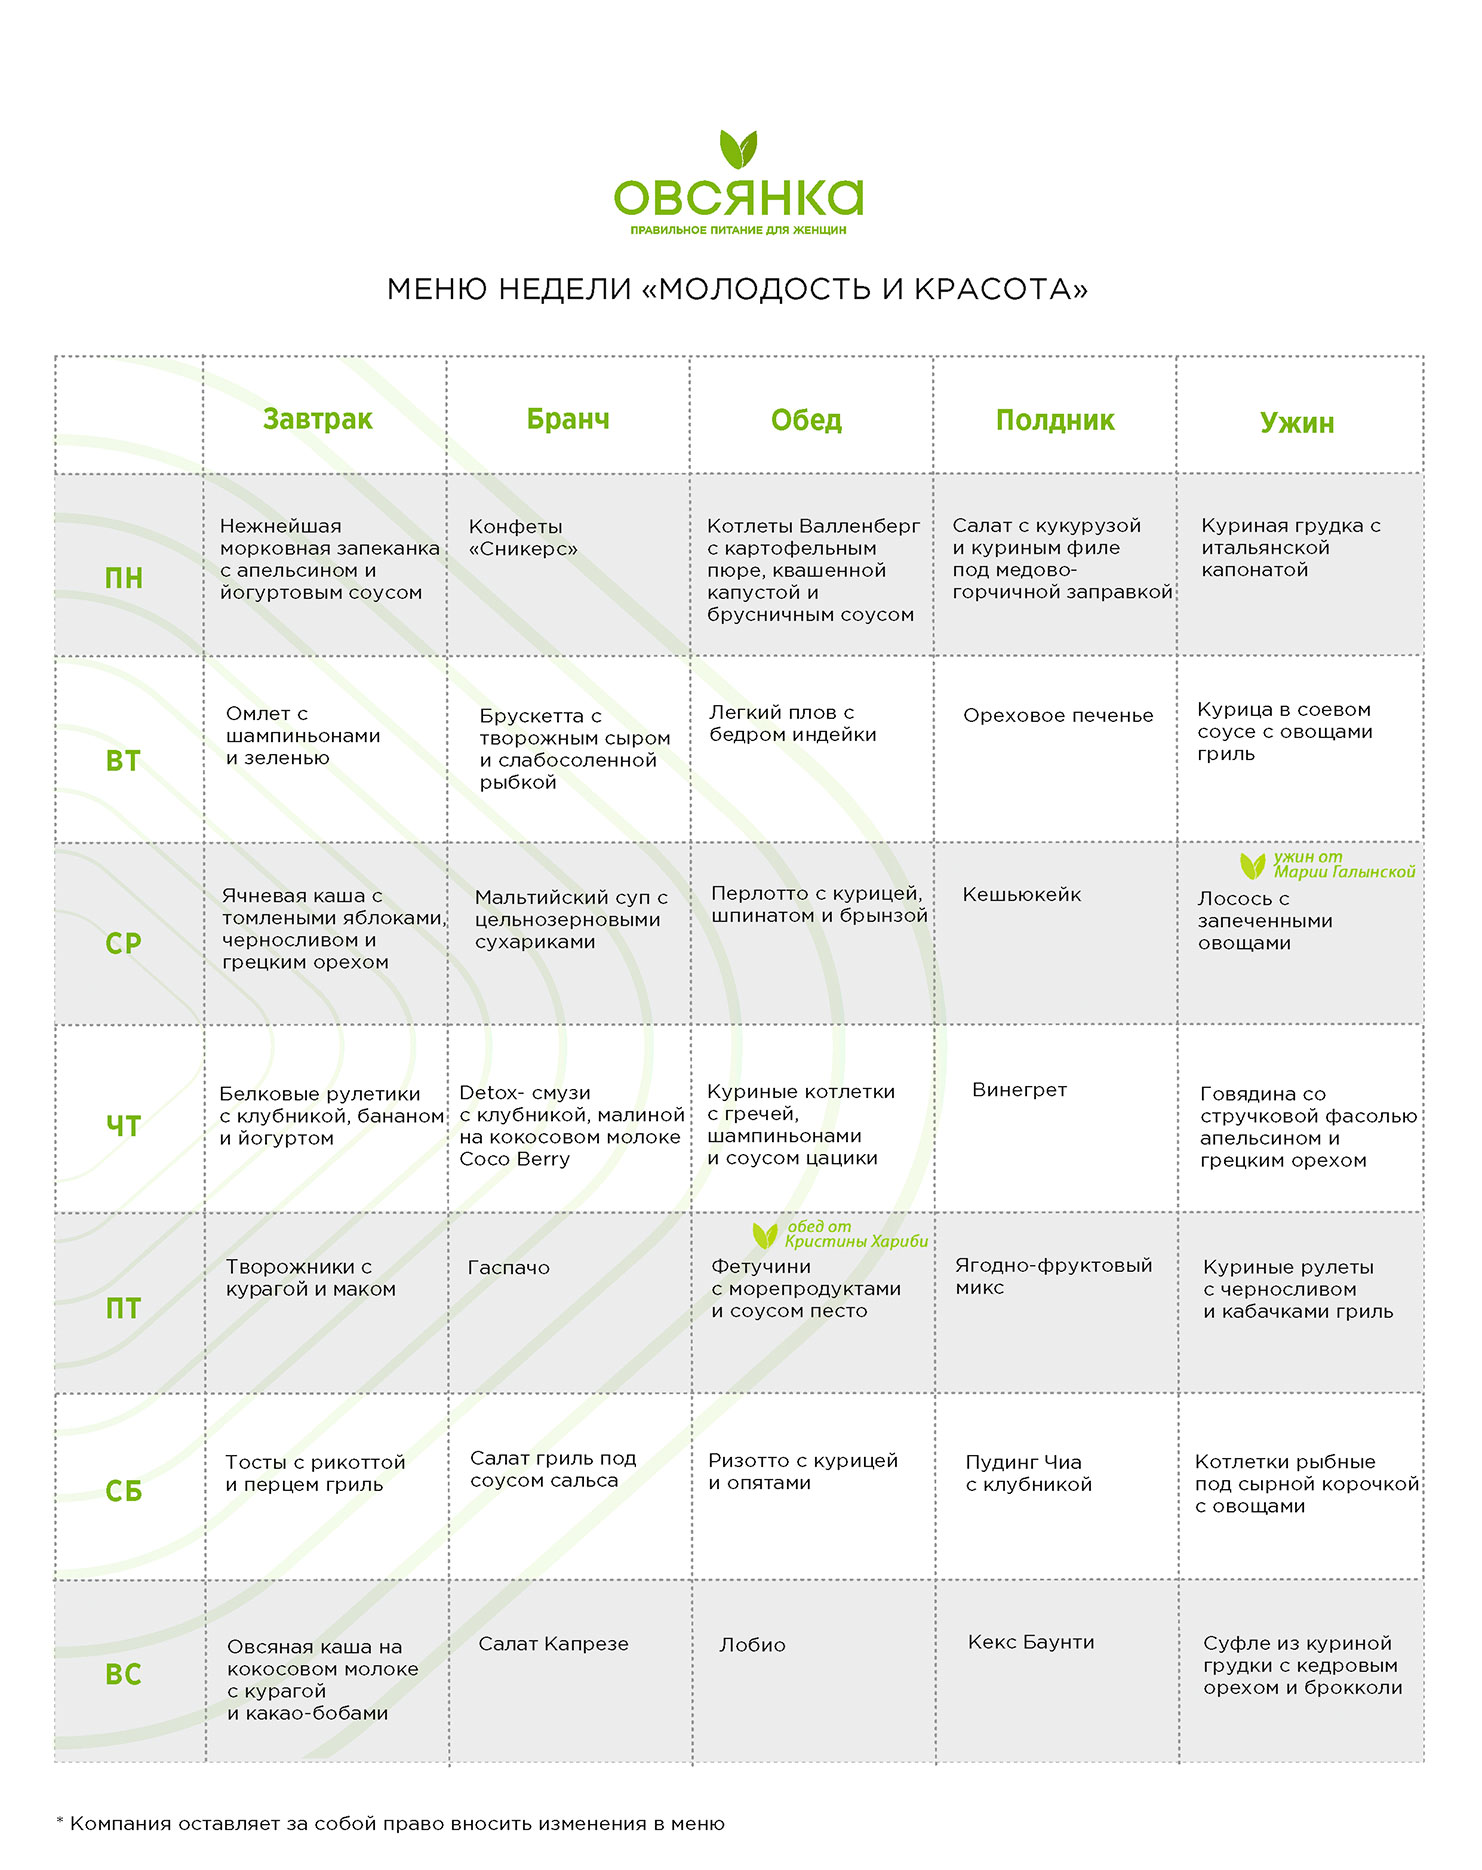 ОВСЯНКА
ПРАВИЛЬНОЕ ПИТАНИЕ ДЛЯ ЖЕНЩИН
МЕНЮ НЕДЕЛИ «МОЛОДОСТЬ И КРАСОТА»
Завтрак
Бранч
Обед
Полдник
Ужин
ПН
Нежнейшая
морковная запеканка
с апельсином и
йогуртовым соусом
Конфеты
«Сникерс»
Котлеты Валленберг
с картофельным
пюре, квашенной
капустой и
брусничным соусом
Салат с кукурузой
и куриным филе
под медово-
горчичной заправкой
Куриная грудка с
итальянской
капонатой
ВТ
Омлет с
шампиньонами
и зеленью
Брускетта с
творожным сыром
и слабосоленной
рыбкой
Легкий плов с
бедром индейки
Ореховое печенье
Курица в соевом
соусе с овощами
гриль
СР
Ячневая каша с
томлеными яблоками,
черносливом и
грецким орехом
Мальтийский суп с
цельнозерновыми
сухариками
Перлотто с курицей,
шпинатом и брынзой
Кешьюкейк
ужин от
Марии Галынской
Лосось с
запеченными
овощами
ЧТ
Белковые рулетики
с клубникой, бананом
и йогуртом
Detox- смузи
с клубникой, малиной
на кокосовом молоке
Coco Berry
Куриные котлетки
с гречей,
шампиньонами
и соусом цацики
Винегрет
Говядина со
стручковой фасолью
апельсином и
грецким орехом
ПТ
Творожники с
курагой и маком
Гаспачо
обед от
Кристины Хариби
Фетучини
с морепродуктами
и соусом песто
Ягодно-фруктовый
микс
Куриные рулеты
с черносливом
и кабачками гриль
СБ
Тосты с рикоттой
и перцем гриль
Салат гриль под
соусом сальса
Ризотто с курицей
и опятами
Пудинг Чиа
с клубникой
Котлетки рыбные
под сырной корочкой
с овощами
ВС
Овсяная каша на
кокосовом молоке
с курагой
и какао-бобами
Салат Капрезе
Лобио
Кекс Баунти
Суфле из куриной
грудки с кедровым
орехом и брокколи
* Компания оставляет за собой право вносить изменения в меню